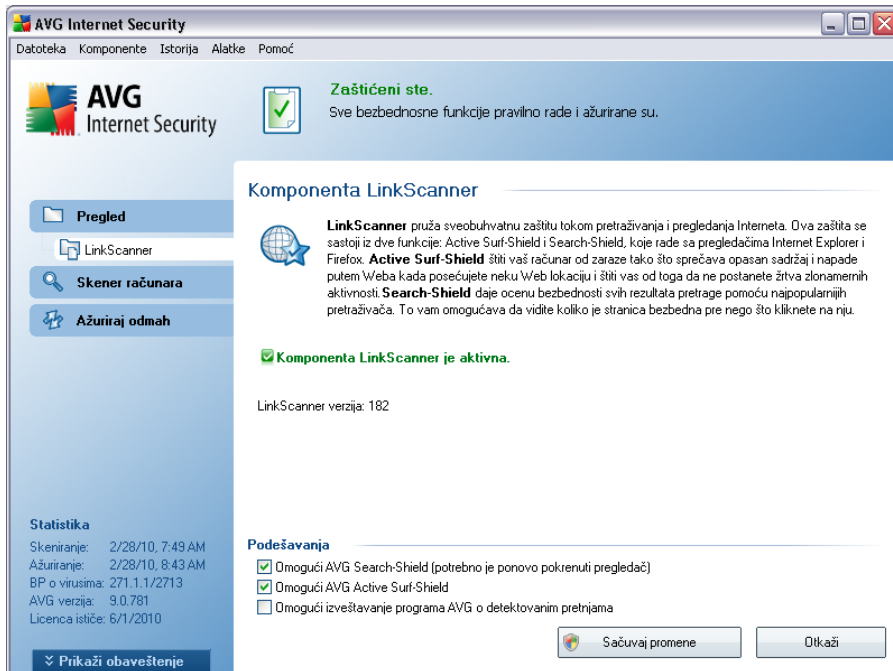 AVG Internet Security
Datoteka Komponente Istorija Alatke Pomoć
AVG
Internet Security
Zaštićeni ste.
Sve bezbednosne funkcije pravilno rade i ažurirane su.
Pregled
LinkScanner
Skener računara
Ažuriraj odmah
Komponenta LinkScanner
LinkScanner pruža sveobuhvatnu zaštitu tokom pretraživanja i pregledanja Interneta. Ova zaštita se
sastoji iz dve funkcije: Active Surf-Shield i Search-Shield, koje rade sa pregledačima Internet Explorer i
Firefox. Active Surf-Shield štiti vaš računar od zaraze tako što sprečava opasan sadržaj i napade
putem Weba kada posećujete neku Web lokaciju i štiti vas od toga da ne postanete žrtva zlonamernih
aktivnosti. Search-Shield daje ocenu bezbednosti svih rezultata pretrage pomoću najpopularnijih
pretraživača. To vam omogućava da vidite koliko je stranica bezbedna pre nego što kliknete na nju.
Komponenta LinkScanner je aktivna.
LinkScanner verzija: 182
Statistika
Skeniranje: 2/28/10, 7:49 AM
Ažuriranje: 2/28/10, 8:43 AM
BP o virusima: 271.1.1/2713
AVG verzija: 9.0.781
Licenca ističe: 6/1/2010
Prikaži obaveštenje
Podešavanja
Omogući AVG Search-Shield (potrebno je ponovo pokrenuti pregledač)
Omogući AVG Active Surf-Shield
Omogući izveštavanje programa AVG o detektovanim pretnjama
Sačuvaj promene
Otkaži